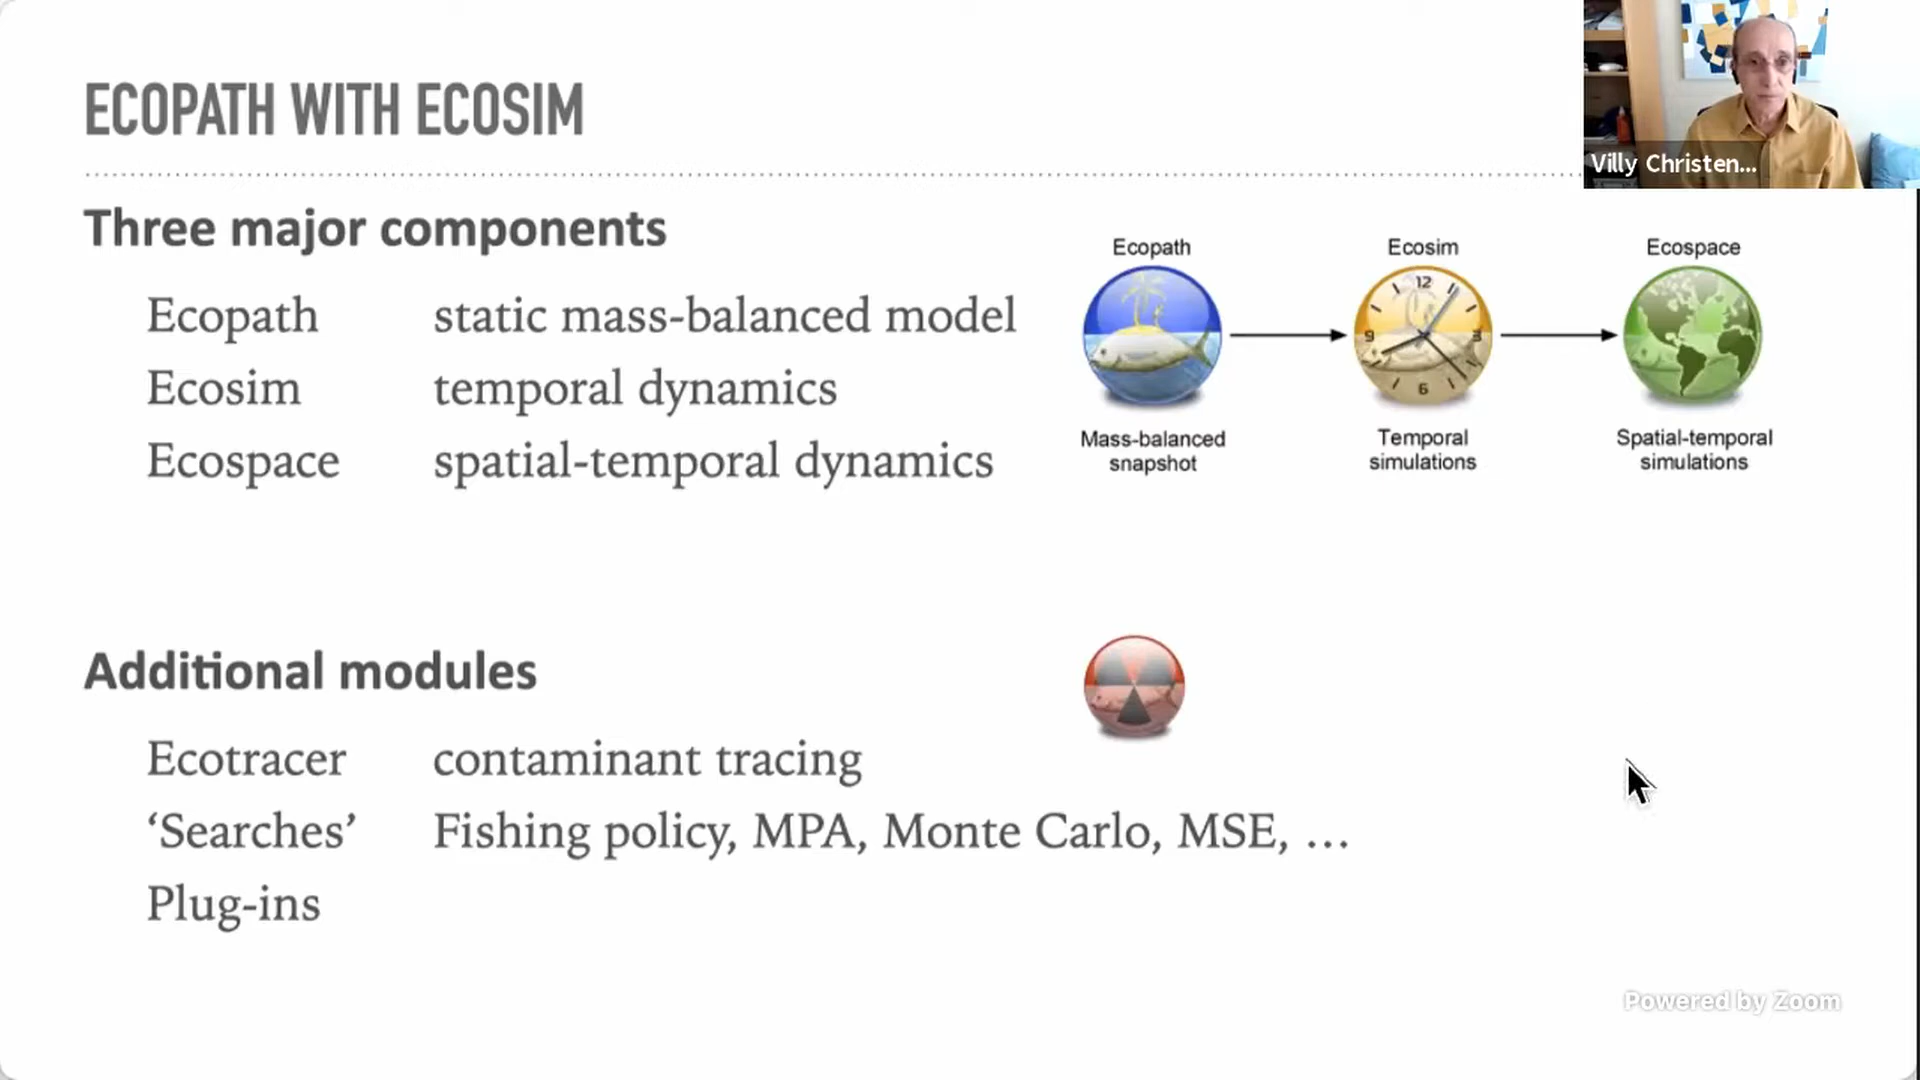 ECOPATH WITH ECOSIM
Villy Christen...
Three major components
Ecopath static mass-balanced model
Ecosim temporal dynamics
Ecospace spatial-temporal dynamics
Ecopath Ecosim Ecospace
12
9 3
6
Mass-balanced
snapshot
Temporal
simulations
Spatial-temporal
simulations
Additional modules
Ecotracer contaminant tracing
‘Searches’ Fishing policy, MPA, Monte Carlo, MSE, …
Plug-ins
Powered by Zoom